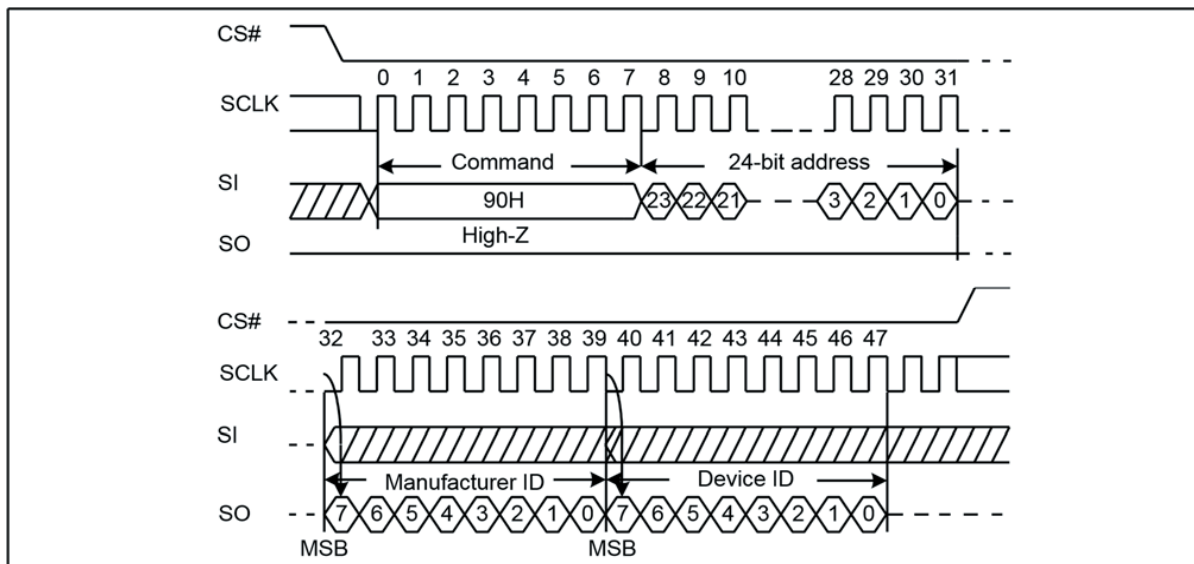 CS#
0 1 2 3 4 5 6 7 8 9 10 28 29 30 31
SCLK
Command 24-bit address
SI
90H 23 22 21 3 2 1 0
High-Z
SO
CS#
32 33 34 35 36 37 38 39 40 41 42 43 44 45 46 47
SCLK
SI
Manufacturer ID Device ID
SO 7 6 5 4 3 2 1 0 7 6 5 4 3 2 1 0
MSB MSB